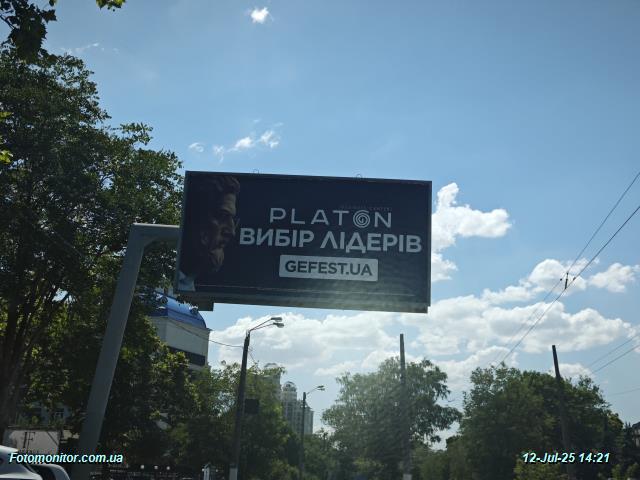 PLATON
ВИБІР ЛІДЕРІВ
GEFEST.UA
Fotomonitor.com.ua
12-Jul-25 14:21